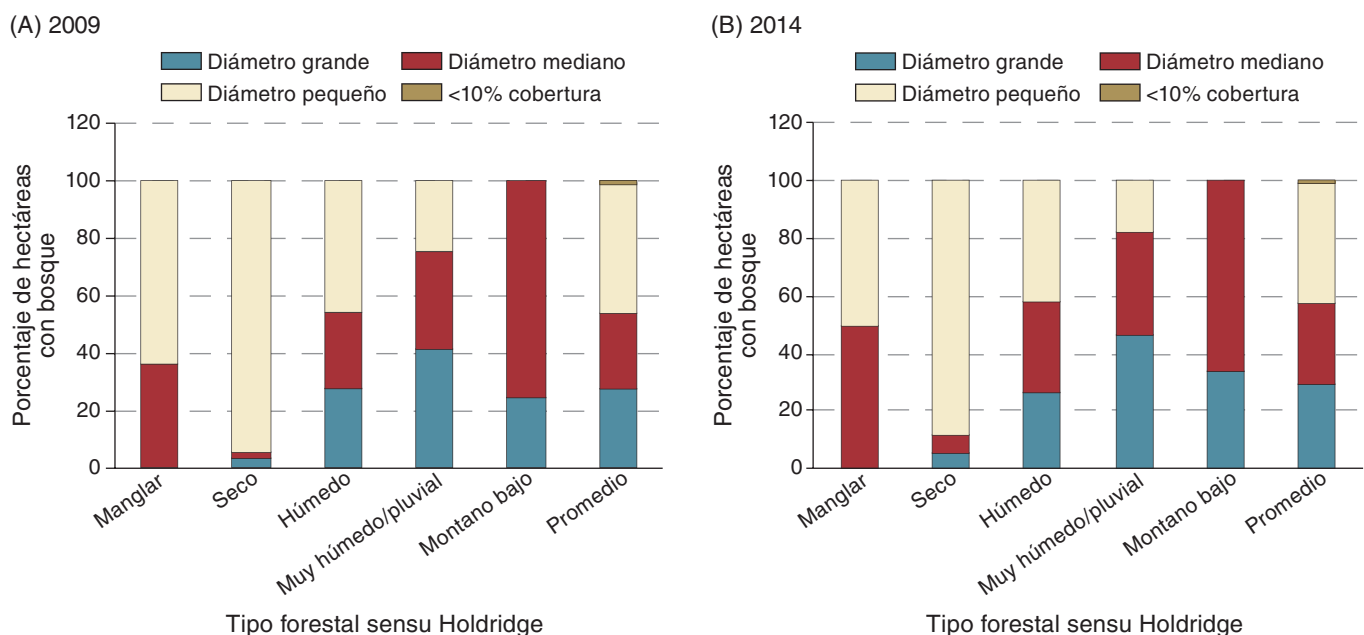 (A) 2009
Diámetro grande
Diámetro mediano
Diámetro pequeño
<10% cobertura
Porcentaje de hectáreas
con bosque
120
100
80
60
40
20
0
Manglar
Seco
Húmedo
Muy húmedo/pluvial
Montano bajo
Promedio
Tipo forestal sensu Holdridge
(B) 2014
Diámetro grande
Diámetro mediano
Diámetro pequeño
<10% cobertura
Porcentaje de hectáreas
con bosque
120
100
80
60
40
20
0
Manglar
Seco
Húmedo
Muy húmedo/pluvial
Montano bajo
Promedio
Tipo forestal sensu Holdridge